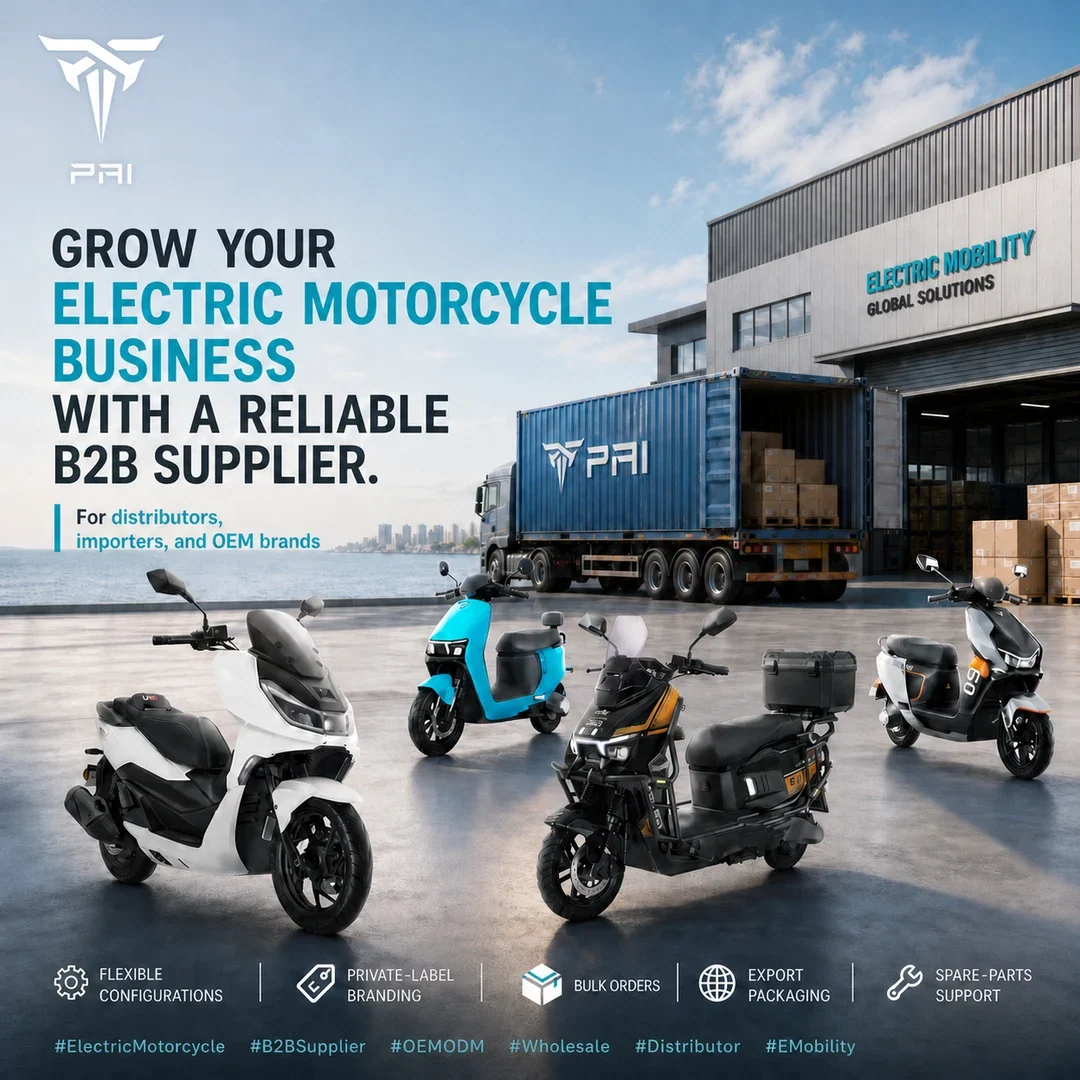 PAI
GROW YOUR
ELECTRIC MOTORCYCLE
BUSINESS
WITH A RELIABLE
B2B SUPPLIER.
For distributors,
importers, and OEM brands
ELECTRIC MOBILITY
GLOBAL SOLUTIONS
PAI
09
FLEXIBLE
CONFIGURATIONS
PRIVATE-LABEL
BRANDING
BULK ORDERS
EXPORT
PACKAGING
SPARE-PARTS
SUPPORT
#ElectricMotorcycle #B2BSupplier #OEMODM #Wholesale #Distributor #EMobility